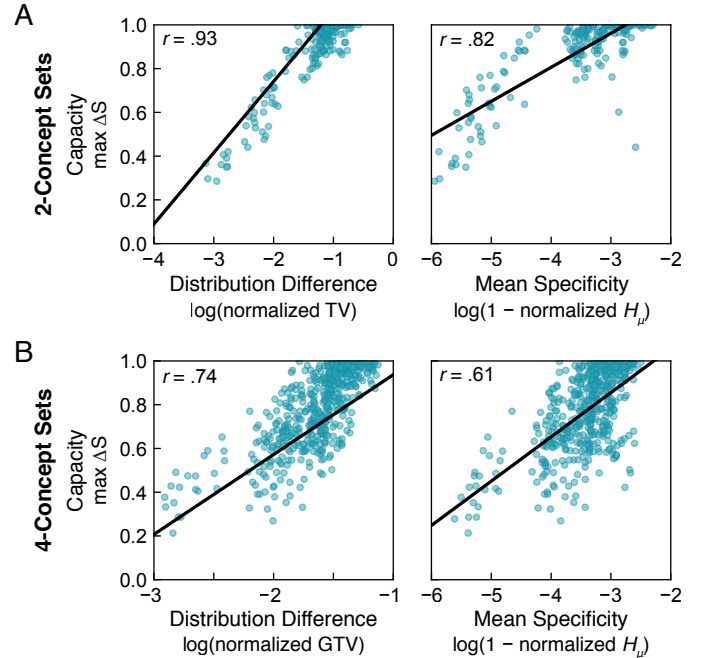 A
2-Concept Sets
Capacity
max ΔS
1.0
0.8
0.6
0.4
0.2
0.0
r = .93
−4 −3 −2 −1 0
Distribution Difference
log(normalized TV)
r = .82
−6 −5 −4 −3 −2
Mean Specificity
log(1 − normalized Hμ)
B
4-Concept Sets
Capacity
max ΔS
1.0
0.8
0.6
0.4
0.2
0.0
r = .74
−3 −2 −1
Distribution Difference
log(normalized GTV)
r = .61
−6 −5 −4 −3 −2
Mean Specificity
log(1 − normalized Hμ)